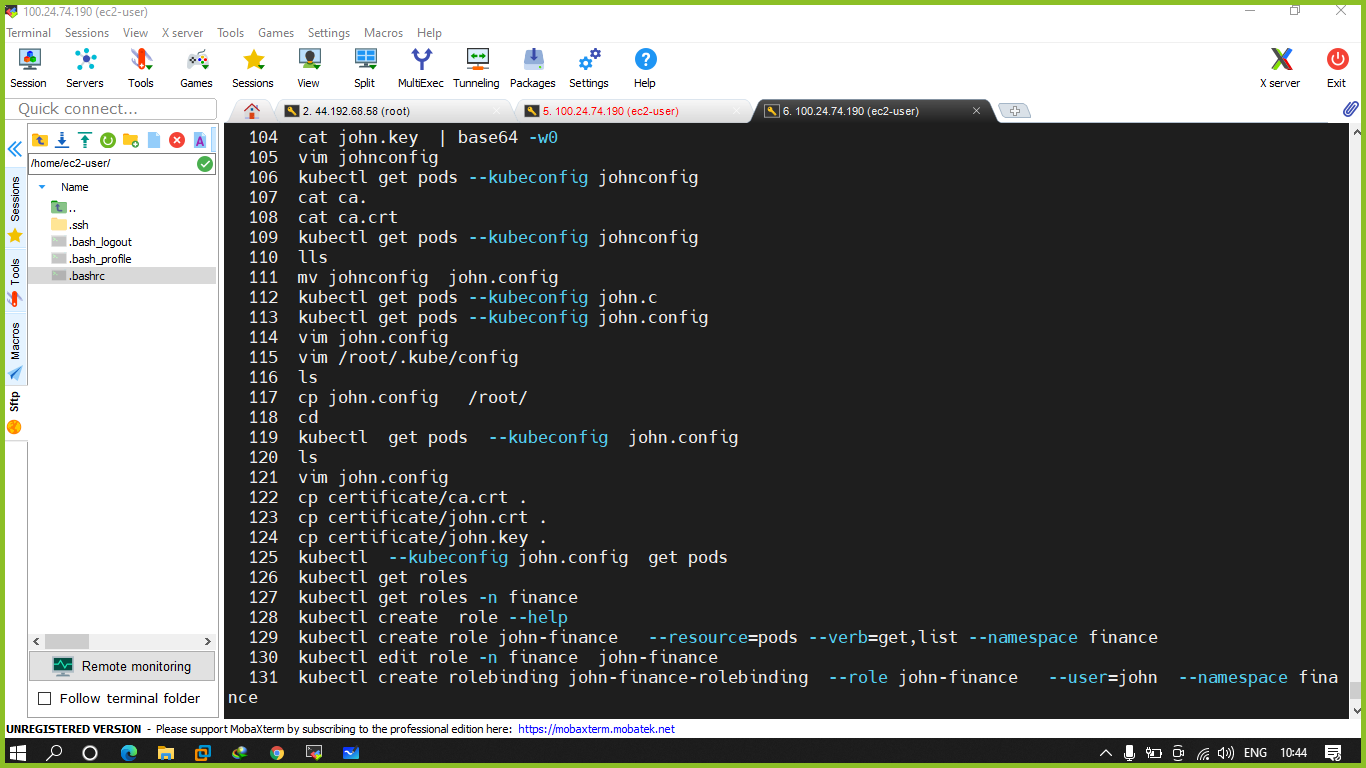 100.24.74.190 (ec2-user)
Terminal Sessions View X server Tools Games Settings Macros Help
Session Servers Tools Games Sessions View Split MultiExec Tunneling Packages Settings Help X server Exit
Quick connect...
2. 44.192.68.58 (root)
5. 100.24.74.190 (ec2-user)
6. 100.24.74.190 (ec2-user)
Sessions
Tools
Macros
Sftp
/home/ec2-user/
Name
..
.ssh
.bash_logout
.bash_profile
.bashrc
Remote monitoring
Follow terminal folder
104 cat john.key | base64 -w0
105 vim johnconfig
106 kubectl get pods --kubeconfig johnconfig
107 cat ca.
108 cat ca.crt
109 kubectl get pods --kubeconfig johnconfig
110 lls
111 mv johnconfig john.config
112 kubectl get pods --kubeconfig john.c
113 kubectl get pods --kubeconfig john.config
114 vim john.config
115 vim /root/.kube/config
116 ls
117 cp john.config /root/
118 cd
119 kubectl get pods --kubeconfig john.config
120 ls
121 vim john.config
122 cp certificate/ca.crt .
123 cp certificate/john.crt .
124 cp certificate/john.key .
125 kubectl --kubeconfig john.config get pods
126 kubectl get roles
127 kubectl get roles -n finance
128 kubectl create role --help
129 kubectl create role john-finance --resource=pods --verb=get,list --namespace finance
130 kubectl edit role -n finance john-finance
131 kubectl create rolebinding john-finance-rolebinding --role john-finance --user=john --namespace fina
nce
UNREGISTERED VERSION - Please support MobaXterm by subscribing to the professional edition here: https://mobaxterm.mobatek.net
ENG 10:44